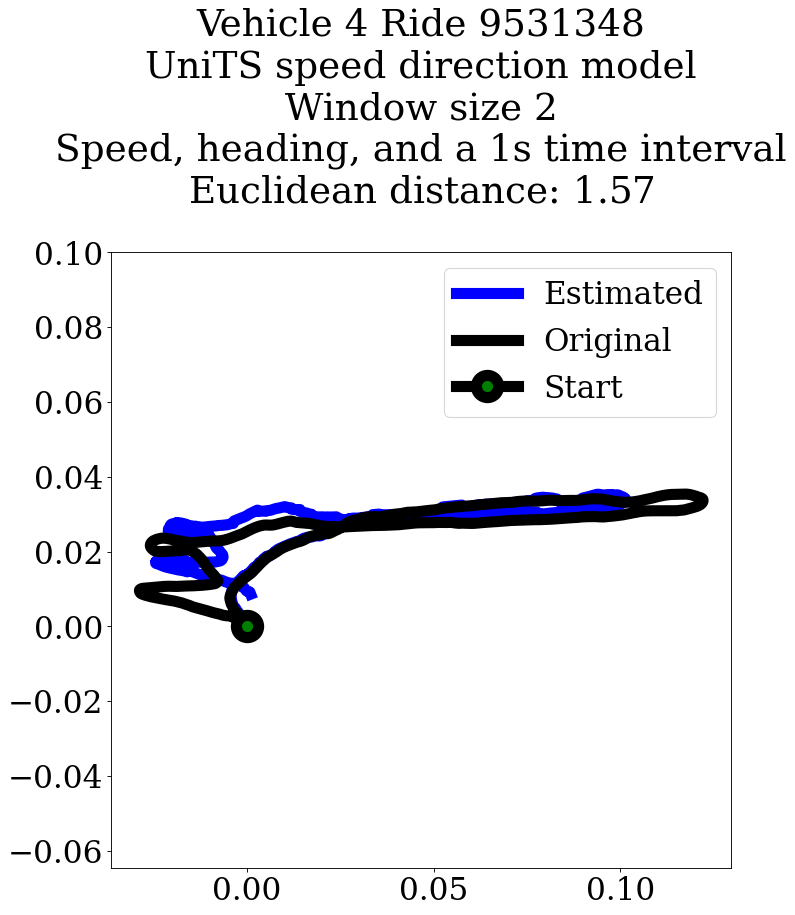 Vehicle 4 Ride 9531348
UniTS speed direction model
Window size 2
Speed, heading, and a 1s time interval
Euclidean distance: 1.57
0.10
0.08
0.06
0.04
0.02
0.00
−0.02
−0.04
−0.06
Estimated
Original
Start
0.00 0.05 0.10